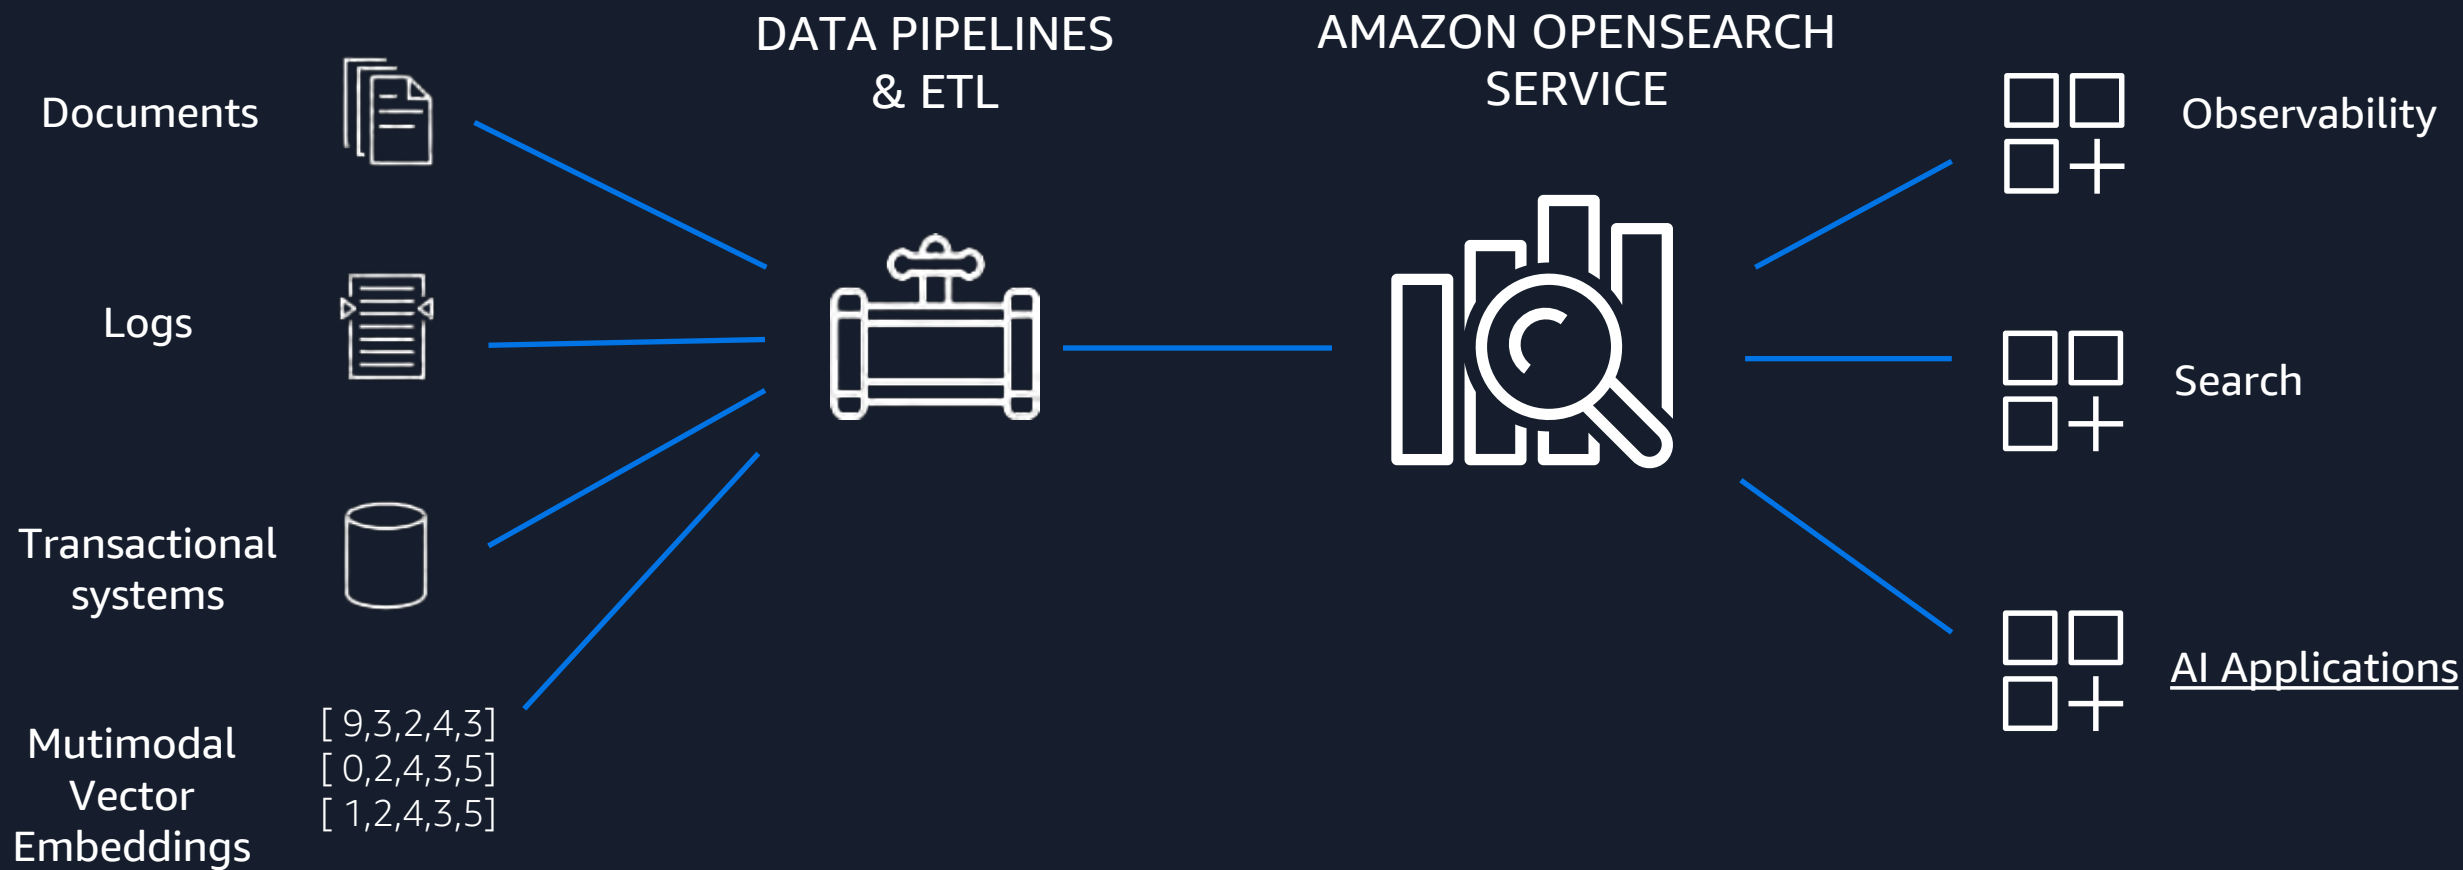 DATA PIPELINES
& ETL
AMAZON OPENSEARCH
SERVICE
Documents
Logs
Transactional
systems
Mutimodal
Vector
Embeddings
[ 9,3,2,4,3]
[ 0,2,4,3,5]
[ 1,2,4,3,5]
Observability
Search
AI Applications